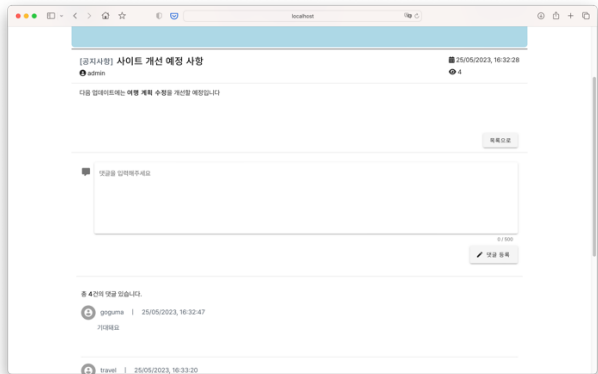 localhost
[공지사항] 사이트 개선 예정 사항
25/05/2023, 16:32:28
admin
4
다음 업데이트에는 여행 계획 수정을 개선할 예정입니다
목록으로
댓글을 입력해주세요
0 / 500
댓글 등록
총 4건의 댓글 있습니다.
goguma | 25/05/2023, 16:32:47
기대돼요
travel | 25/05/2023, 16:33:20